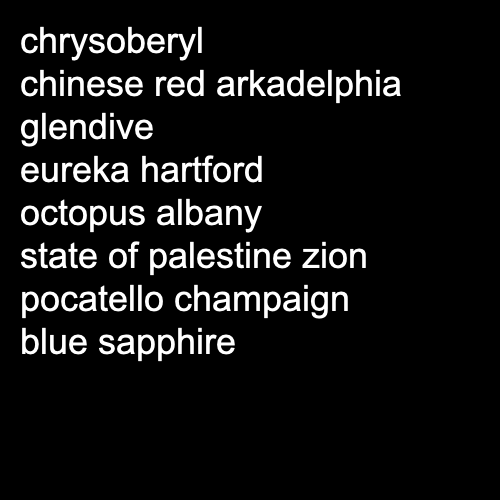 chrysoberyl
chinese red arkadelphia
glendive
eureka hartford
octopus albany
state of palestine zion
pocatello champaign
blue sapphire